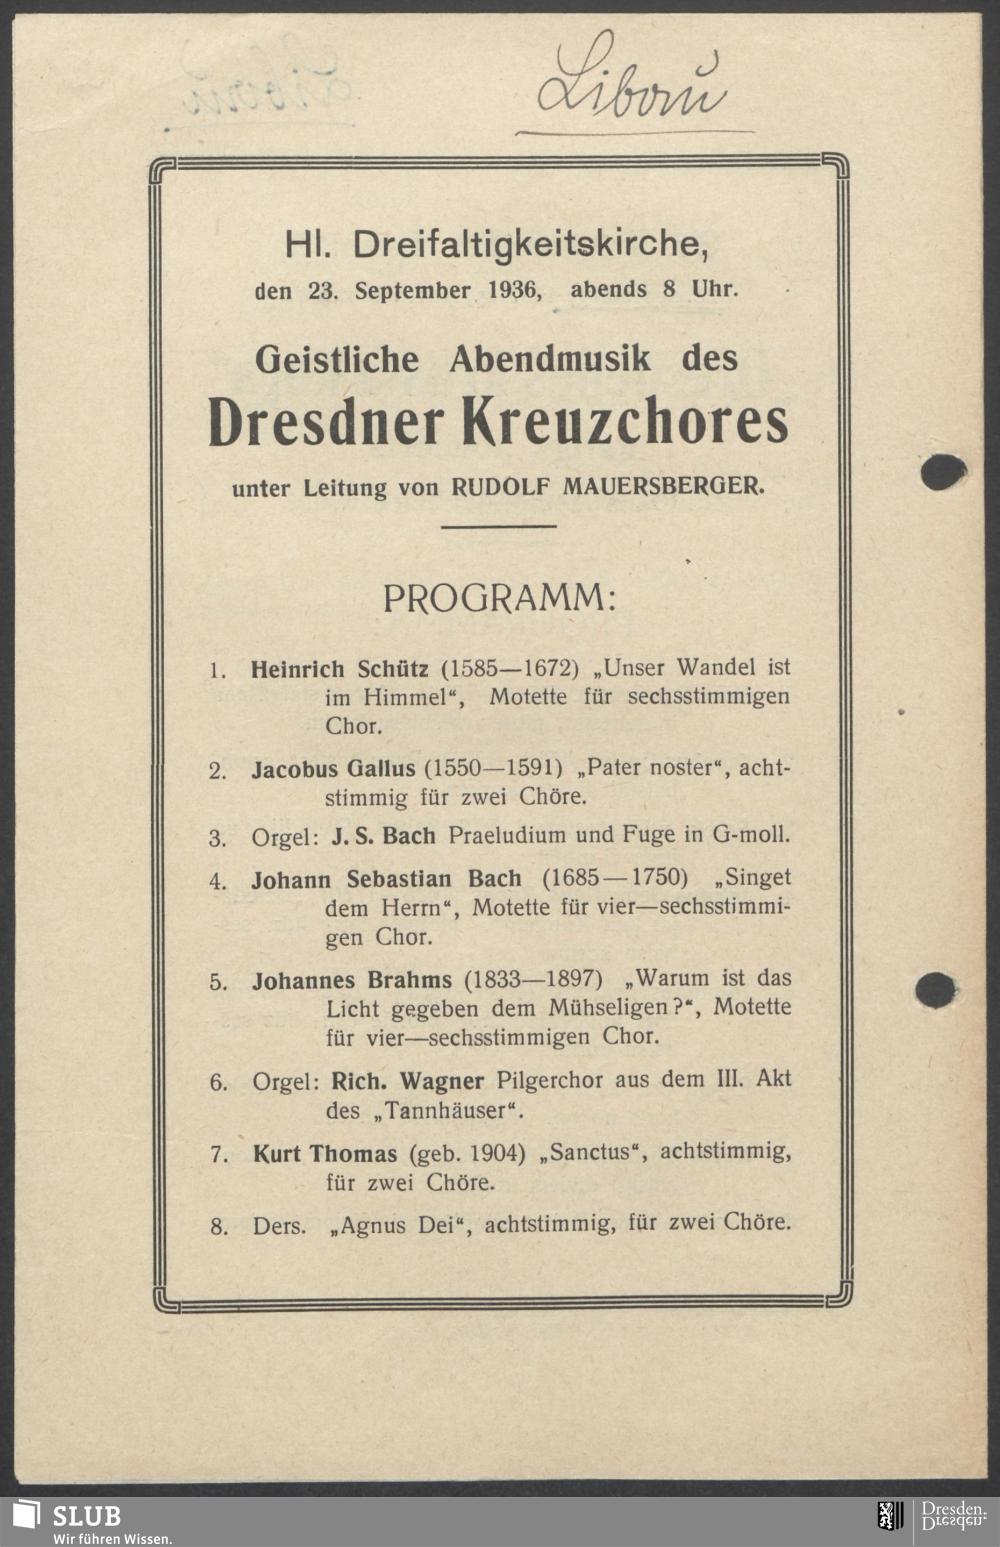 Libau
Hl. Dreifaltigkeitskirche,
den 23. September 1936, abends 8 Uhr.
Geistliche Abendmusik des
Dresdner Kreuzchores
unter Leitung von RUDOLF MAUERSBERGER.
PROGRAMM:
1. Heinrich Schütz (1585—1672) „Unser Wandel ist
im Himmel“, Motette für sechsstimmigen
Chor.
2. Jacobus Gallus (1550—1591) „Pater noster“, acht-
stimmig für zwei Chöre.
3. Orgel: J. S. Bach Praeludium und Fuge in G-moll.
4. Johann Sebastian Bach (1685—1750) „Singet
dem Herrn“, Motette für vier—sechsstimmi-
gen Chor.
5. Johannes Brahms (1833—1897) „Warum ist das
Licht gegeben dem Mühseligen?“, Motette
für vier—sechsstimmigen Chor.
6. Orgel: Rich. Wagner Pilgerchor aus dem III. Akt
des „Tannhäuser“.
7. Kurt Thomas (geb. 1904) „Sanctus“, achtstimmig,
für zwei Chöre.
8. Ders. „Agnus Dei“, achtstimmig, für zwei Chöre.
SLUB
Wir führen Wissen.
Dresden.
Dresden.